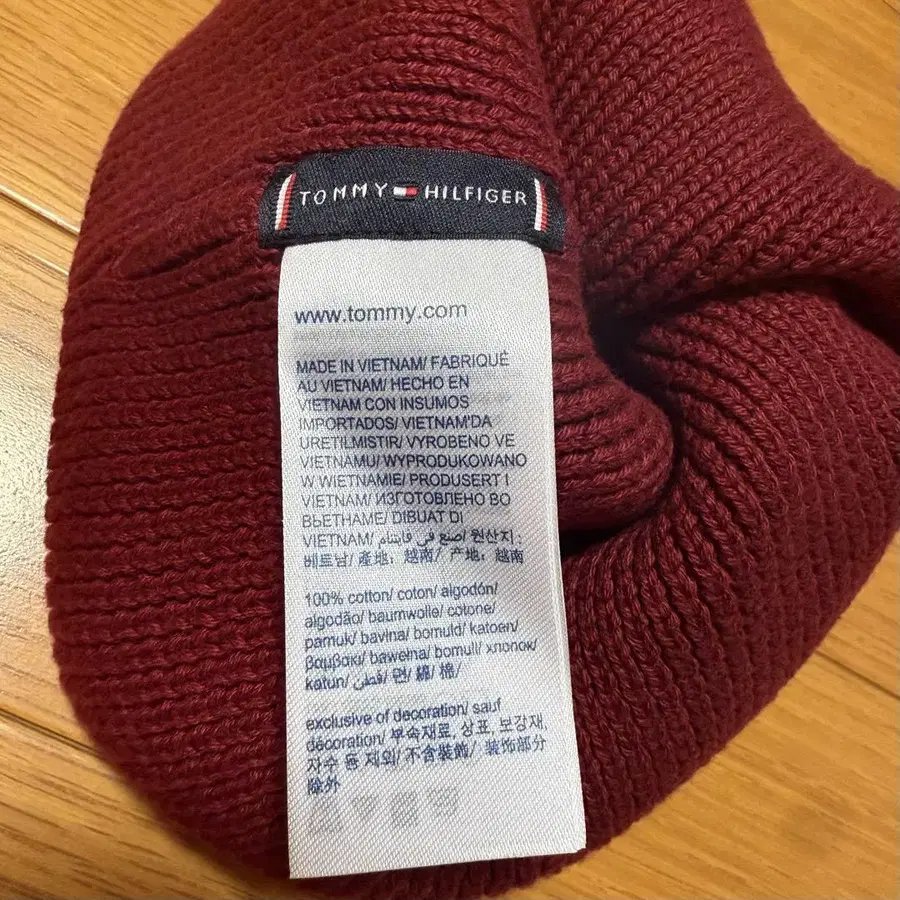 TOMMY HILFIGER
www.tommy.com
MADE IN VIETNAM/ FABRIQUÉ
AU VIETNAM/ HECHO EN
VIETNAM CON INSUMOS
IMPORTADOS/ VIETNAM'DA
URETILMISTIR/ VYROBENO VE
VIETNAMU/ WYPRODUKOWANO
W WIETNAMIE/ PRODUSERT I
VIETNAM/ ИЗГОТОВЛЕНО ВО
ВЬЕТНАМЕ/ DIBUAT DI
VIETNAM/ صنع في فايتنام/ 원산지:
베트남/ 產地：越南/ 产地：越南
100% cotton/ coton/ algodón/
algodão/ baumwolle/ cotone/
pamuk/ bavlna/ bomuld/ katoen/
βαμβακι/ bawełna/ bomull/ хлопок/
katun/ قطن/ 면/ 綿/ 棉/
exclusive of decoration/ sauf
décoration/ 부속재료, 상표, 보강재,
자수 등 제외/ 不含裝飾/ 装饰部分
除外